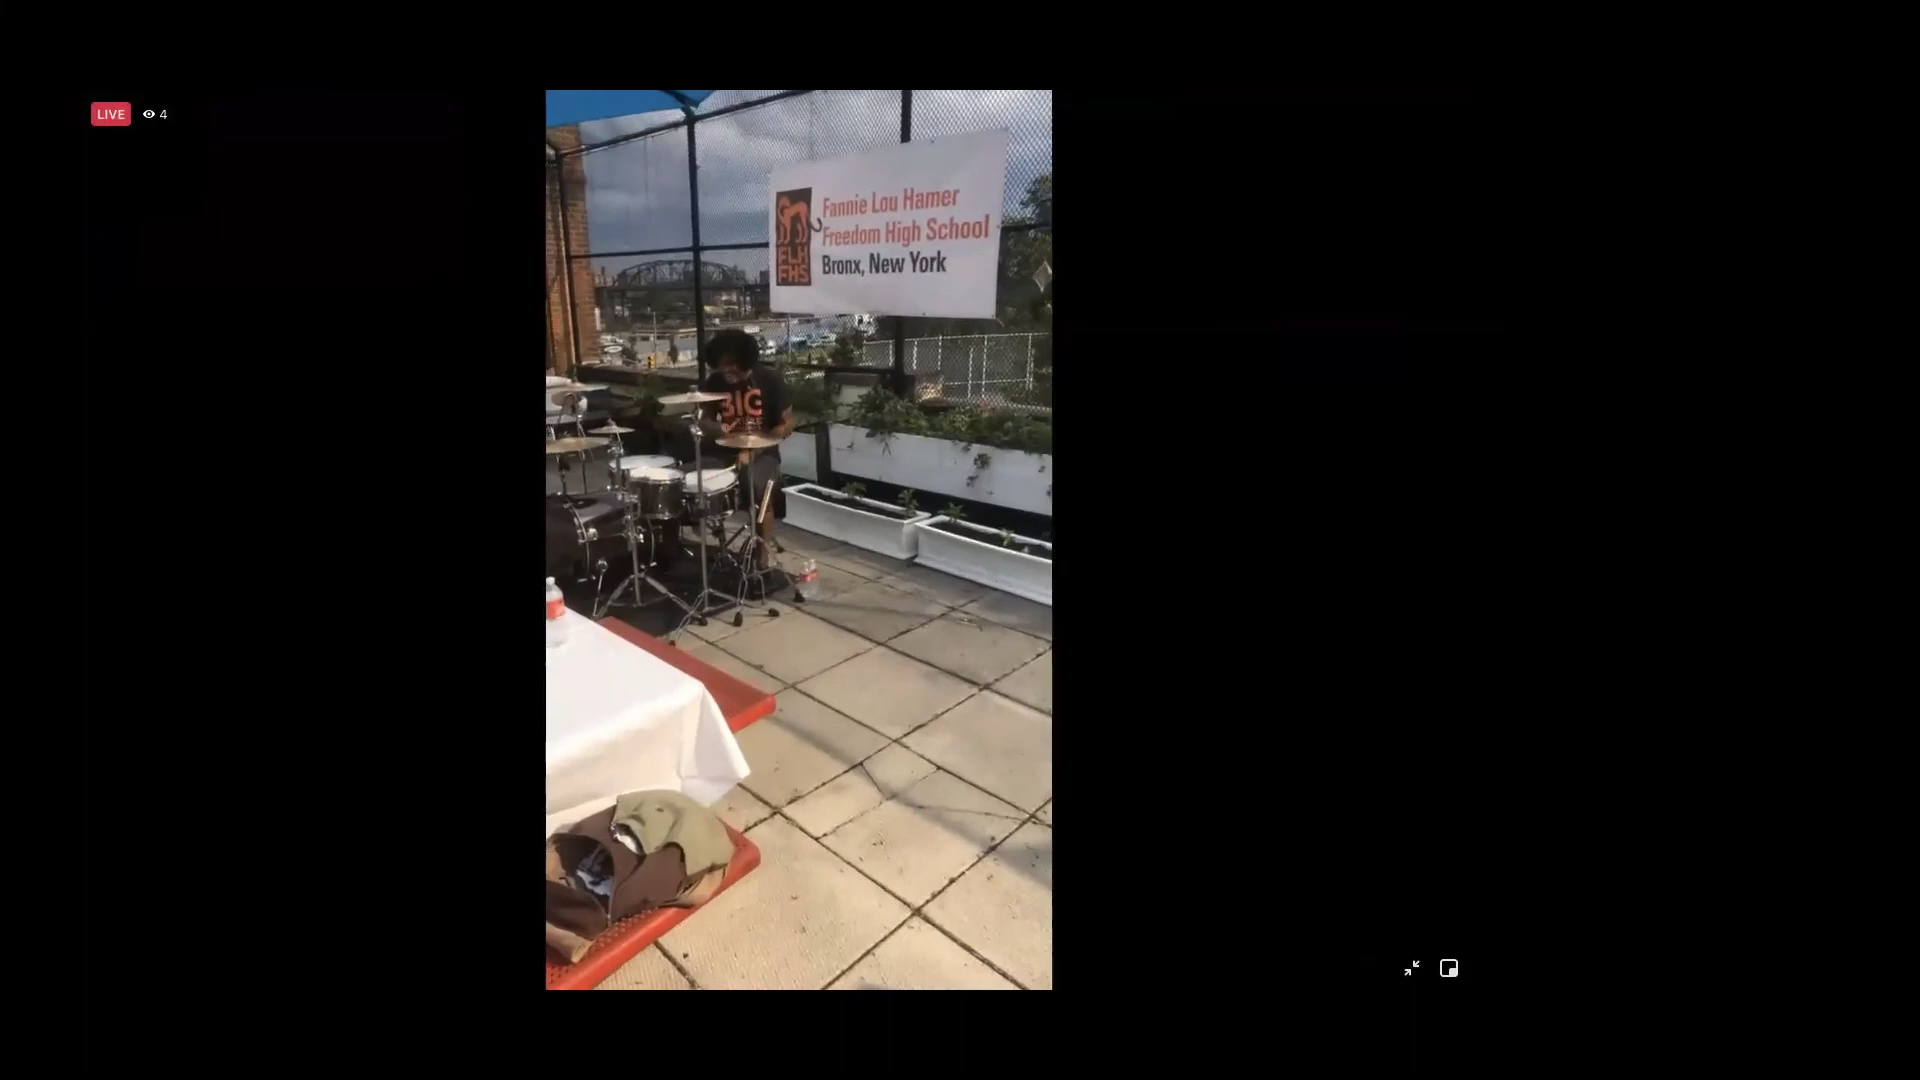 LIVE
4
Fannie Lou Hamer
Freedom High School
Bronx, New York
FLH
FHS
BIG